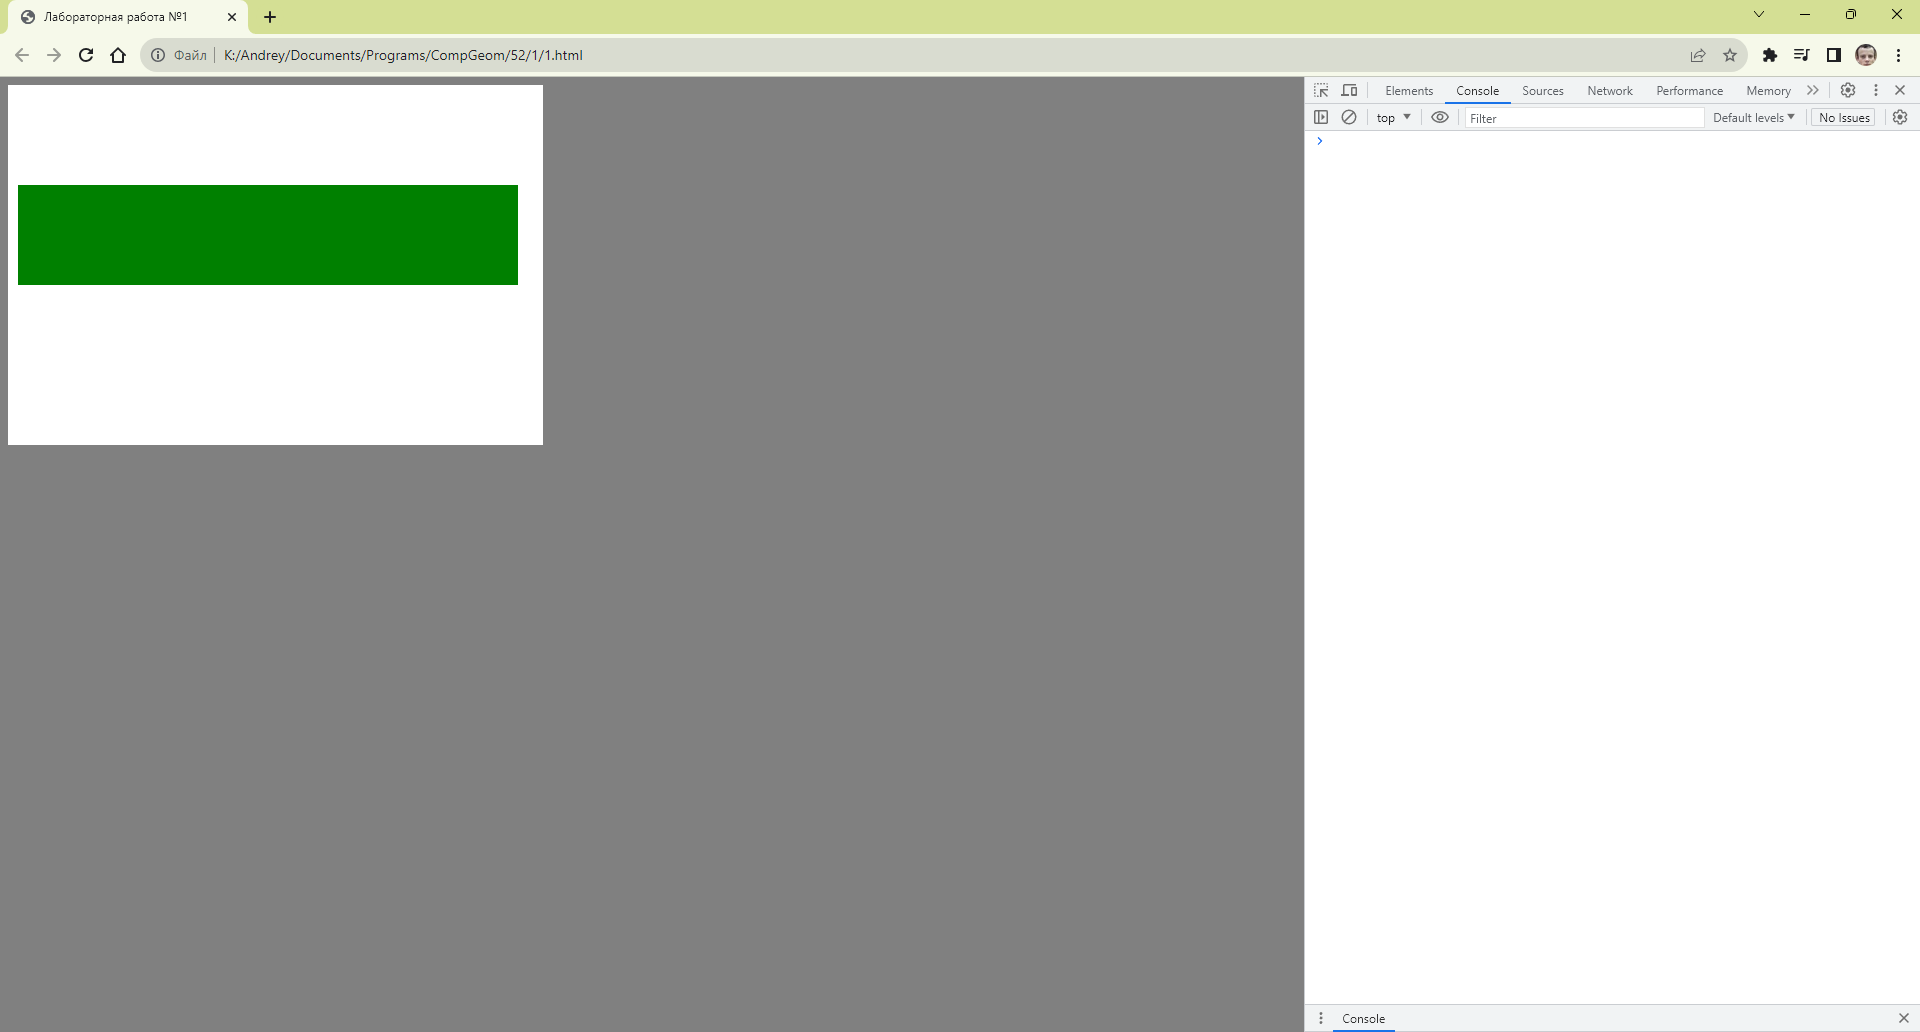 Лабораторная работа №1
Файл K:/Andrey/Documents/Programs/CompGeom/52/1/1.html
Elements Console Sources Network Performance Memory
top Filter Default levels No Issues
Console